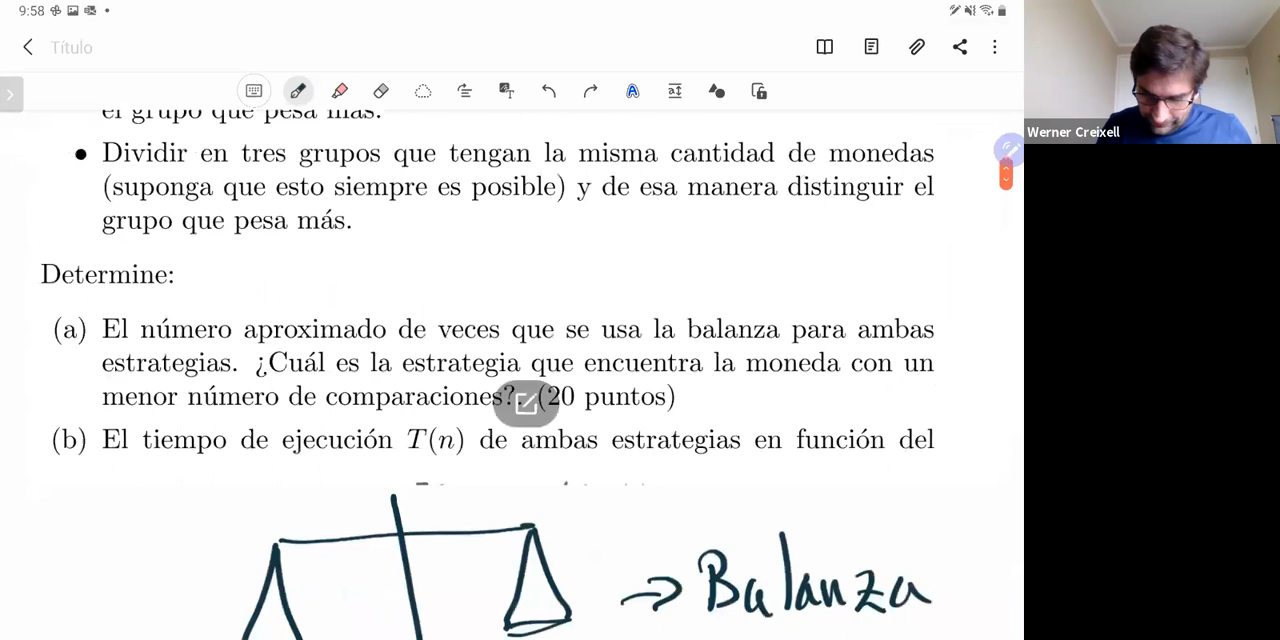 9:58
Título
el grupo que pesa más.
• Dividir en tres grupos que tengan la misma cantidad de monedas
(suponga que esto siempre es posible) y de esa manera distinguir el
grupo que pesa más.
Determine:
(a) El número aproximado de veces que se usa la balanza para ambas
estrategias. ¿Cuál es la estrategia que encuentra la moneda con un
menor número de comparaciones?. (20 puntos)
(b) El tiempo de ejecución T(n) de ambas estrategias en función del
→ Balanza
Werner Creixell